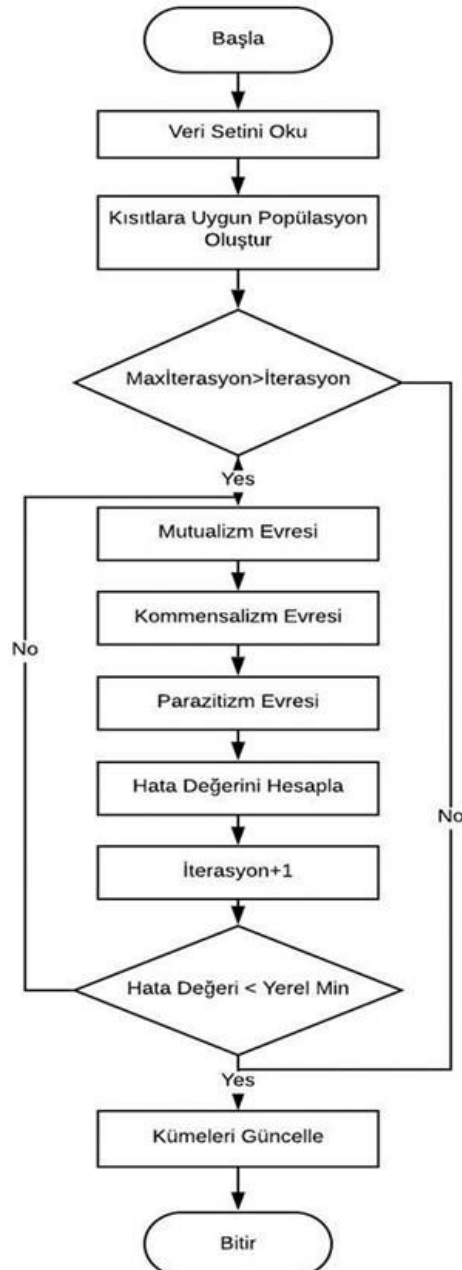 Başla
Veri Setini Oku
Kısıtlara Uygun Popülasyon
Oluştur
Maxİterasyon>İterasyon
Yes
Mutualizm Evresi
Kommensalizm Evresi
No
Parazitizm Evresi
Hata Değerini Hesapla
No
İterasyon+1
Hata Değeri < Yerel Min
Yes
Kümeleri Güncelle
Bitir